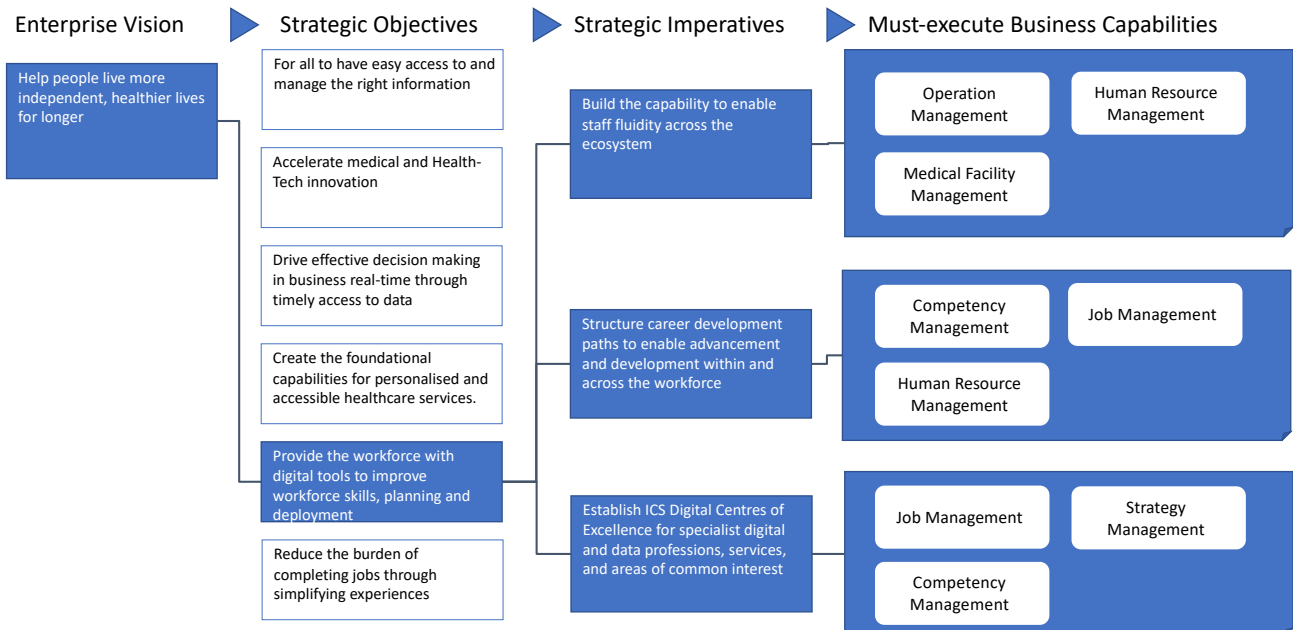 Enterprise Vision
Strategic Objectives
Strategic Imperatives
Must-execute Business Capabilities
Help people live more
independent, healthier lives
for longer
For all to have easy access to and
manage the right information
Accelerate medical and Health-
Tech innovation
Drive effective decision making
in business real-time through
timely access to data
Create the foundational
capabilities for personalised and
accessible healthcare services.
Provide the workforce with
digital tools to improve
workforce skills, planning and
deployment
Reduce the burden of
completing jobs through
simplifying experiences
Build the capability to enable
staff fluidity across the
ecosystem
Structure career development
paths to enable advancement
and development within and
across the workforce
Establish ICS Digital Centres of
Excellence for specialist digital
and data professions, services,
and areas of common interest
Operation
Management
Human Resource
Management
Medical Facility
Management
Competency
Management
Job Management
Human Resource
Management
Job Management
Strategy
Management
Competency
Management